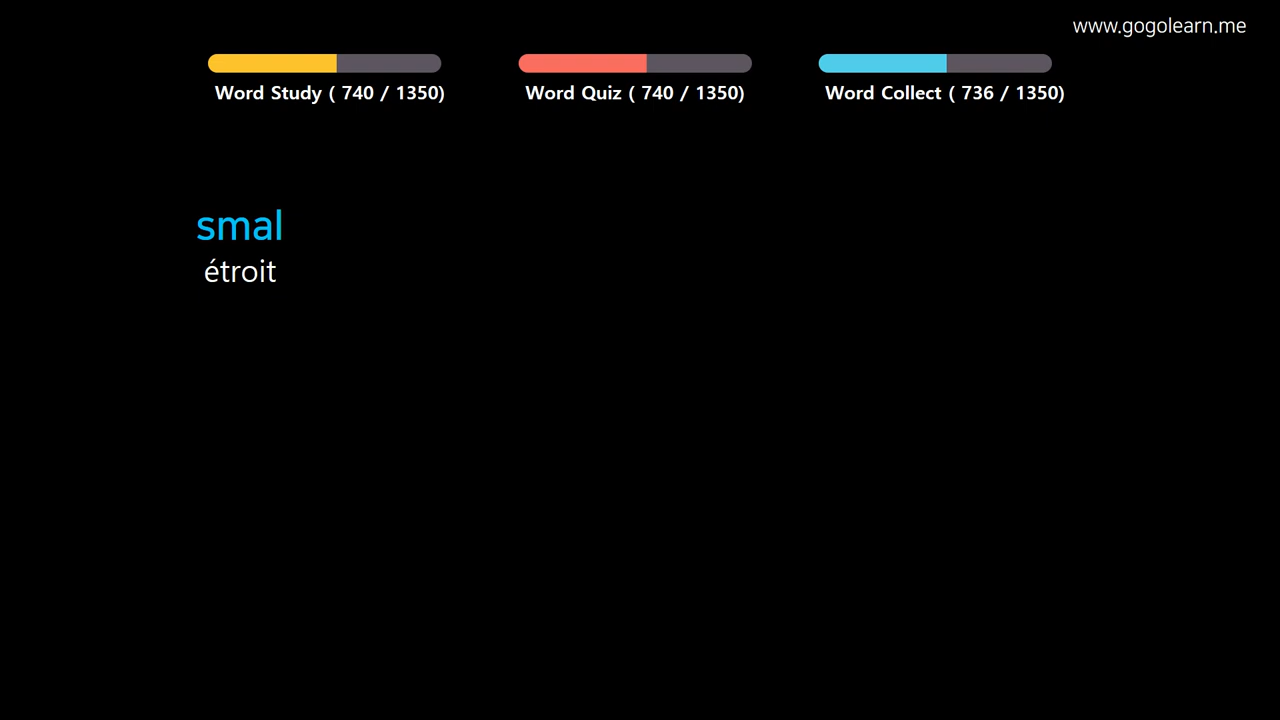 www.gogolearn.me
Word Study ( 740 / 1350)
Word Quiz ( 740 / 1350)
Word Collect ( 736 / 1350)
smal
étroit